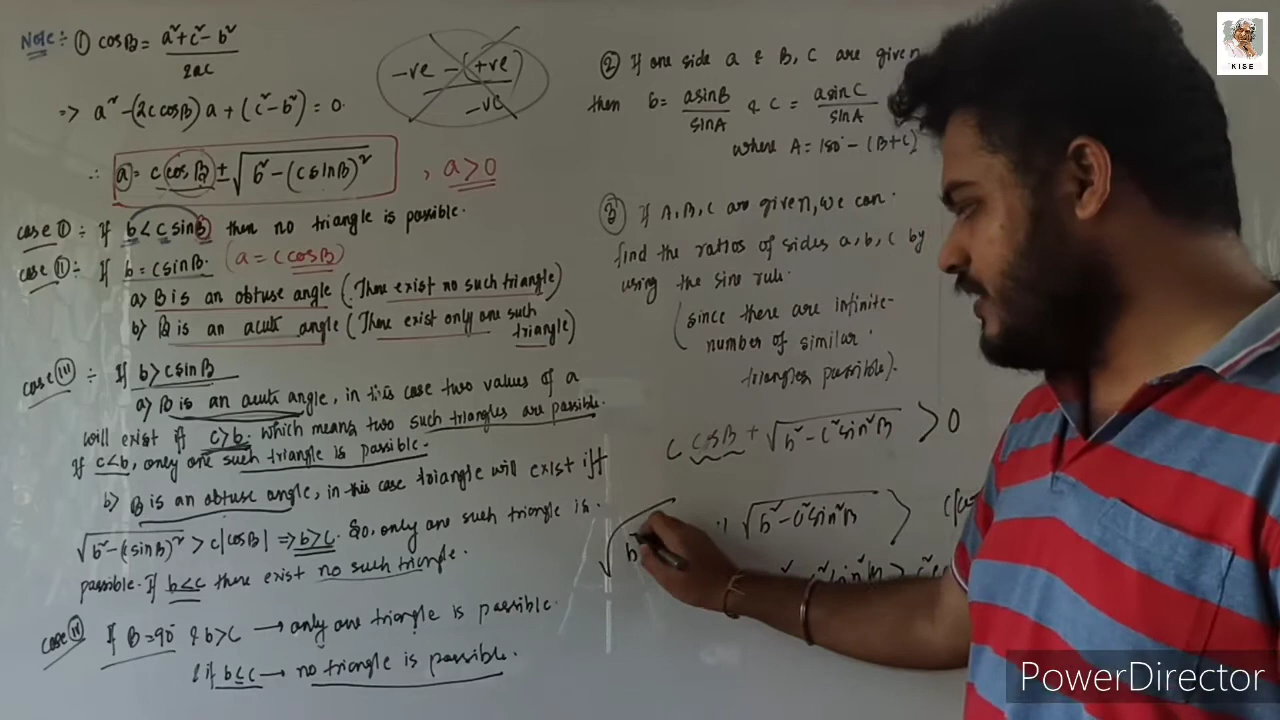 Note ÷ ① cosB = a²+c²-b² / 2ac
=> a² -(2c cosB) a + (c²-b²) = 0.
∴ a = c cosB ± √b² - (c sinB)² , a > 0
-ve -(+ve) / -ve
case ① ÷ If b < c sinB then no triangle is possible.
case ⑪ ÷ If b = c sinB. (a = c cosB)
a) B is an obtuse angle (There exist no such triangle)
b) B is an acute angle (There exist only one such triangle)
case ⑪I ÷ If b > c sinB
a) B is an acute angle, in this case two values of a
will exist if c>b. which means two such triangles are possible.
If c<b, only one such triangle is possible.
b) B is an obtuse angle, in this case triangle will exist iff
√b²-(c sinB)² > c|cosB| => b>c. So, only one such triangle is
possible. If b<c there exist no such triangle.
case If B=90° & b>c → only one triangle is possible.
& if b≤c → no triangle is possible.
② If one side a & B, C are given
then b = a sinB / sinA & c = a sinC / sinA
where A = 180° - (B+C)
③ If A, B, C are given, we can
find the ratios of sides a, b, c by
using the sine rule.
(since there are infinite
number of similar
triangles possible).
c cosB + √b² - c² sin²B > 0
√b² - c² sin²B >
b
KISE
PowerDirector